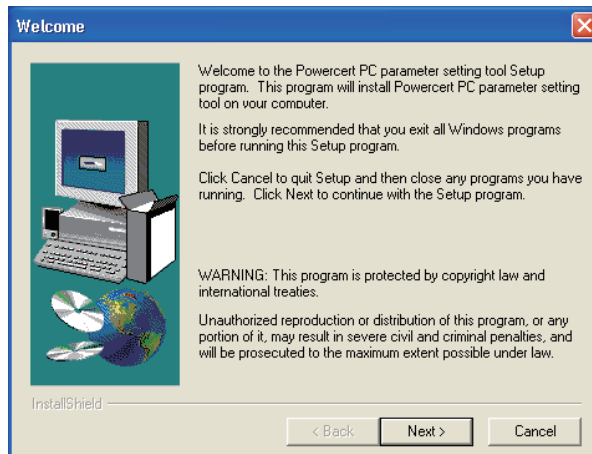 Welcome
Welcome to the Powercert PC parameter setting tool Setup
program. This program will install Powercert PC parameter setting
tool on your computer.
It is strongly recommended that you exit all Windows programs
before running this Setup program.
Click Cancel to quit Setup and then close any programs you have
running. Click Next to continue with the Setup program.
WARNING: This program is protected by copyright law and
international treaties.
Unauthorized reproduction or distribution of this program, or any
portion of it, may result in severe civil and criminal penalties, and
will be prosecuted to the maximum extent possible under law.
InstallShield
< Back
Next >
Cancel